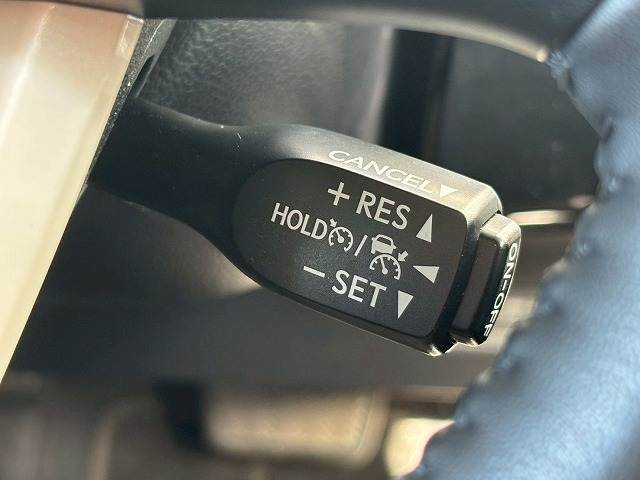 CANCEL▼
+ RES ▲
HOLD / ◀
− SET ▼
ON-OFF